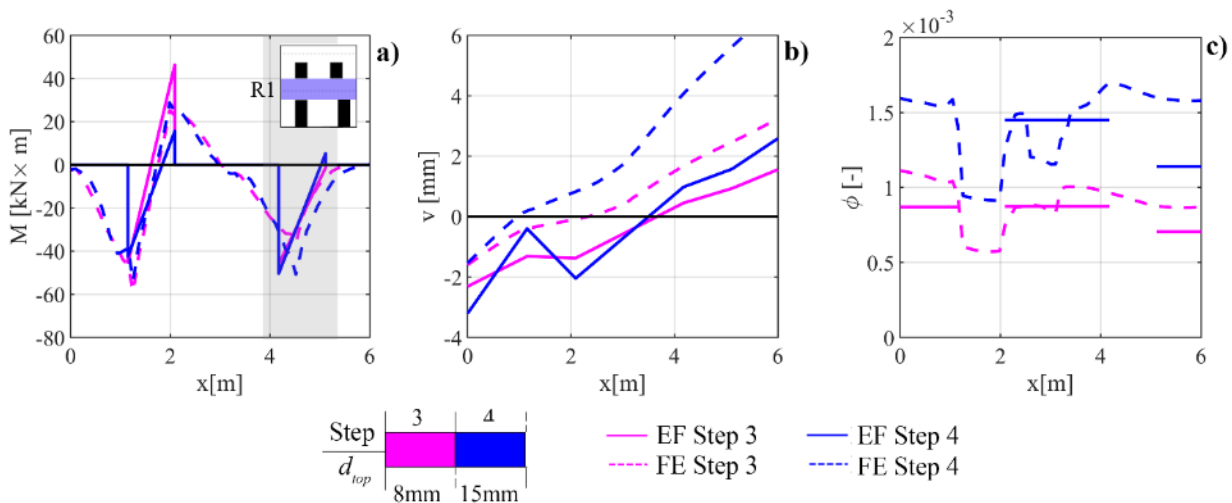 a)
M [kN× m]
60
40
20
0
-20
-40
-60
-80
R1
0 2 4 6
x[m]
b)
v [mm]
6
4
2
0
-2
-4
0 2 4 6
x[m]
×10⁻³
c)
ϕ [-]
2
1.5
1
0.5
0
0 2 4 6
x[m]
Step 3 4
d_top 8mm 15mm
EF Step 3
FE Step 3
EF Step 4
FE Step 4